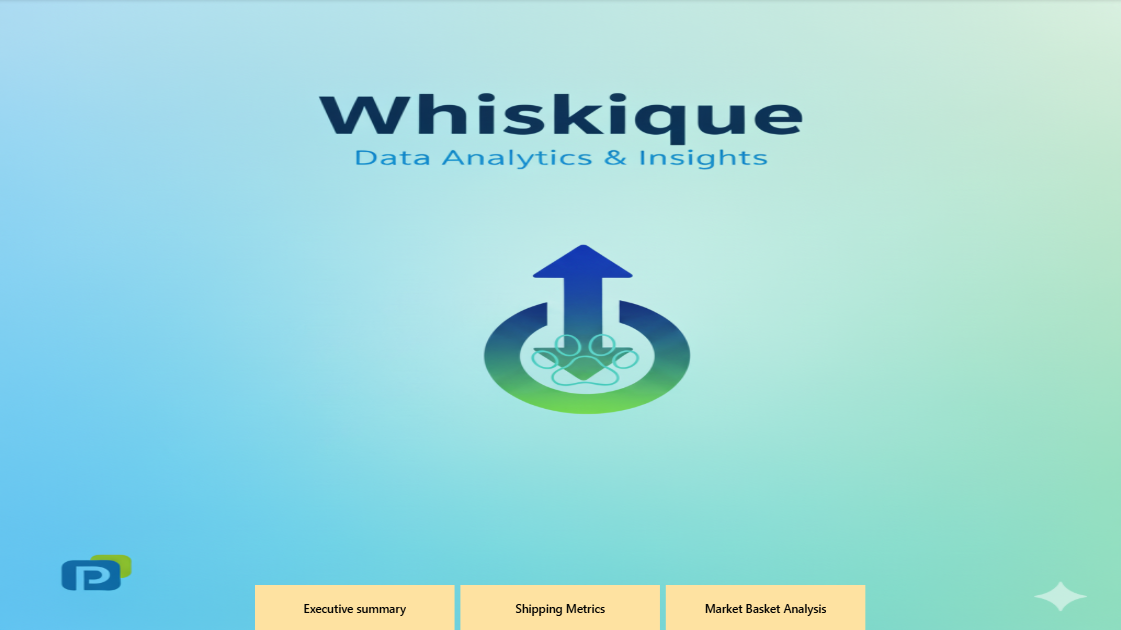 Whiskique
Data Analytics & Insights
P
Executive summary
Shipping Metrics
Market Basket Analysis